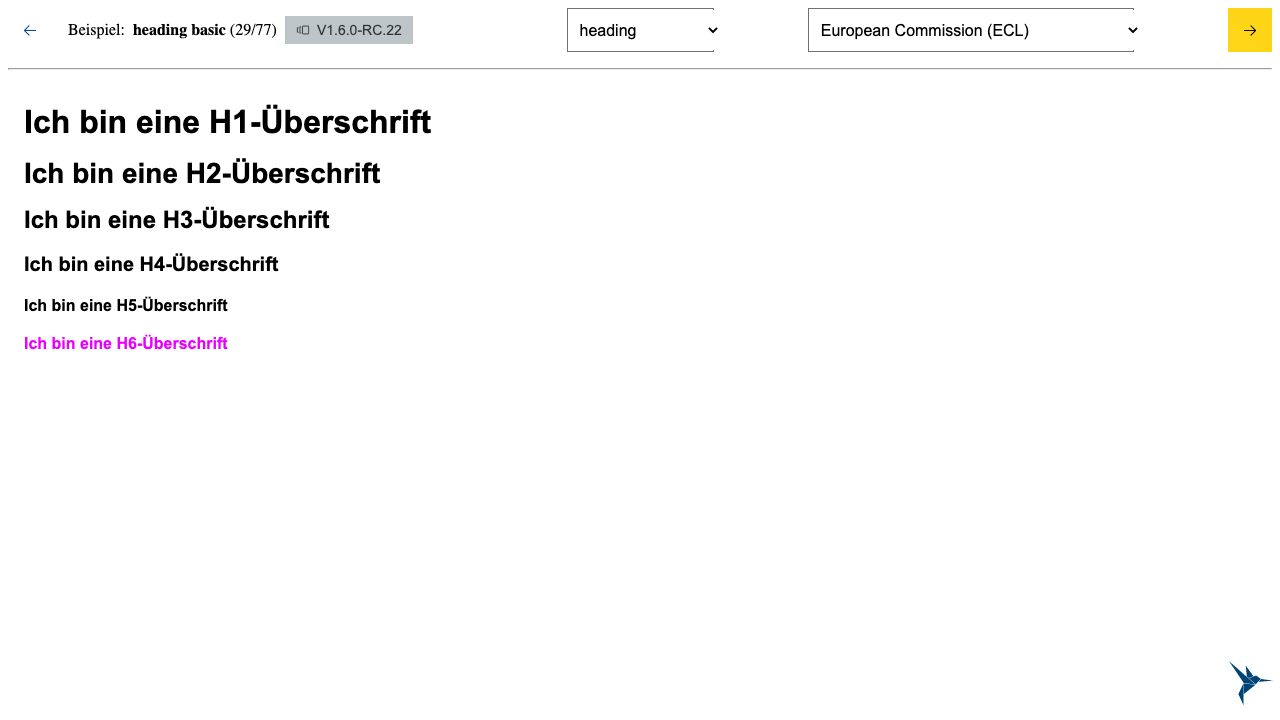 Beispiel: heading basic (29/77) V1.6.0-RC.22 heading European Commission (ECL)
Ich bin eine H1-Überschrift
Ich bin eine H2-Überschrift
Ich bin eine H3-Überschrift
Ich bin eine H4-Überschrift
Ich bin eine H5-Überschrift
Ich bin eine H6-Überschrift